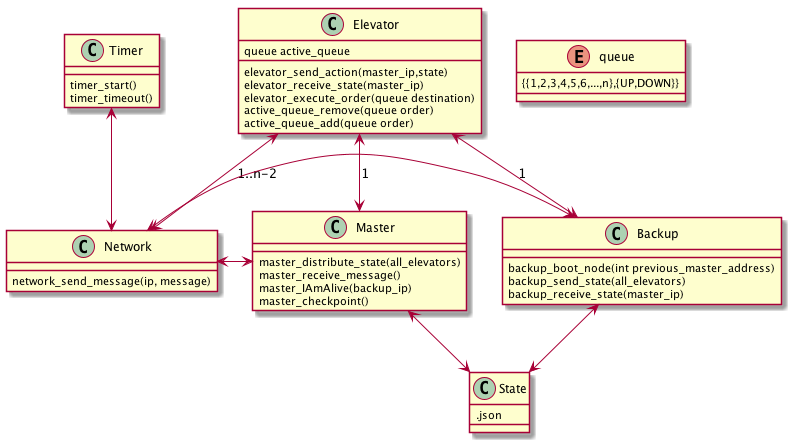 C Timer
timer_start()
timer_timeout()
C Elevator
queue active_queue
elevator_send_action(master_ip,state)
elevator_receive_state(master_ip)
elevator_execute_order(queue destination)
active_queue_remove(queue order)
active_queue_add(queue order)
E queue
{{1,2,3,4,5,6,...,n},{UP,DOWN}}
1..n-2
1
1
C Network
network_send_message(ip, message)
C Master
master_distribute_state(all_elevators)
master_receive_message()
master_IAmAlive(backup_ip)
master_checkpoint()
C Backup
backup_boot_node(int previous_master_address)
backup_send_state(all_elevators)
backup_receive_state(master_ip)
C State
.json